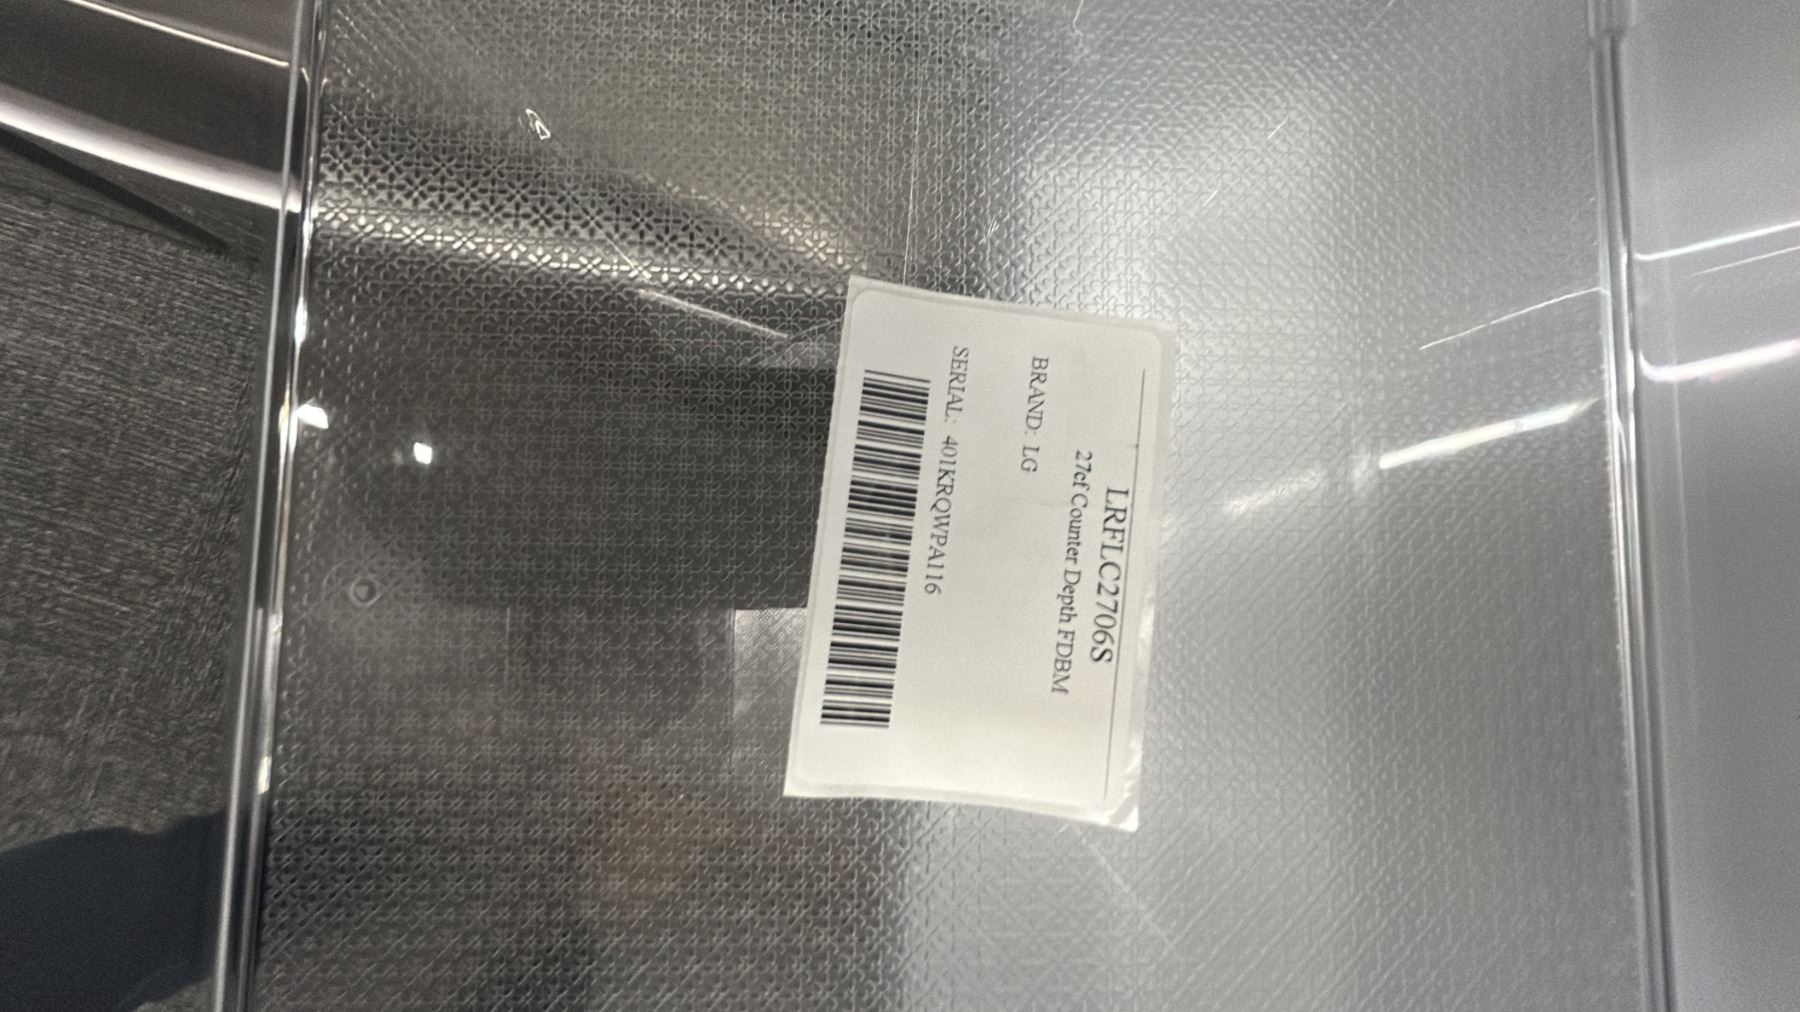 LRFLC2706S
27cf Counter Depth FDBM
BRAND: LG
SERIAL: 401KRQWPA116